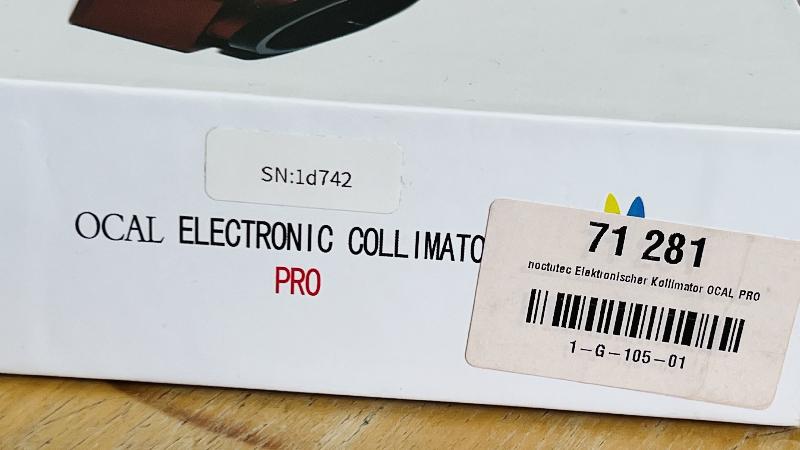 SN:1d742
OCAL ELECTRONIC COLLIMATO
PRO
71 281
noctutec Elektronischer Kollimator OCAL PRO
1-G-105-01